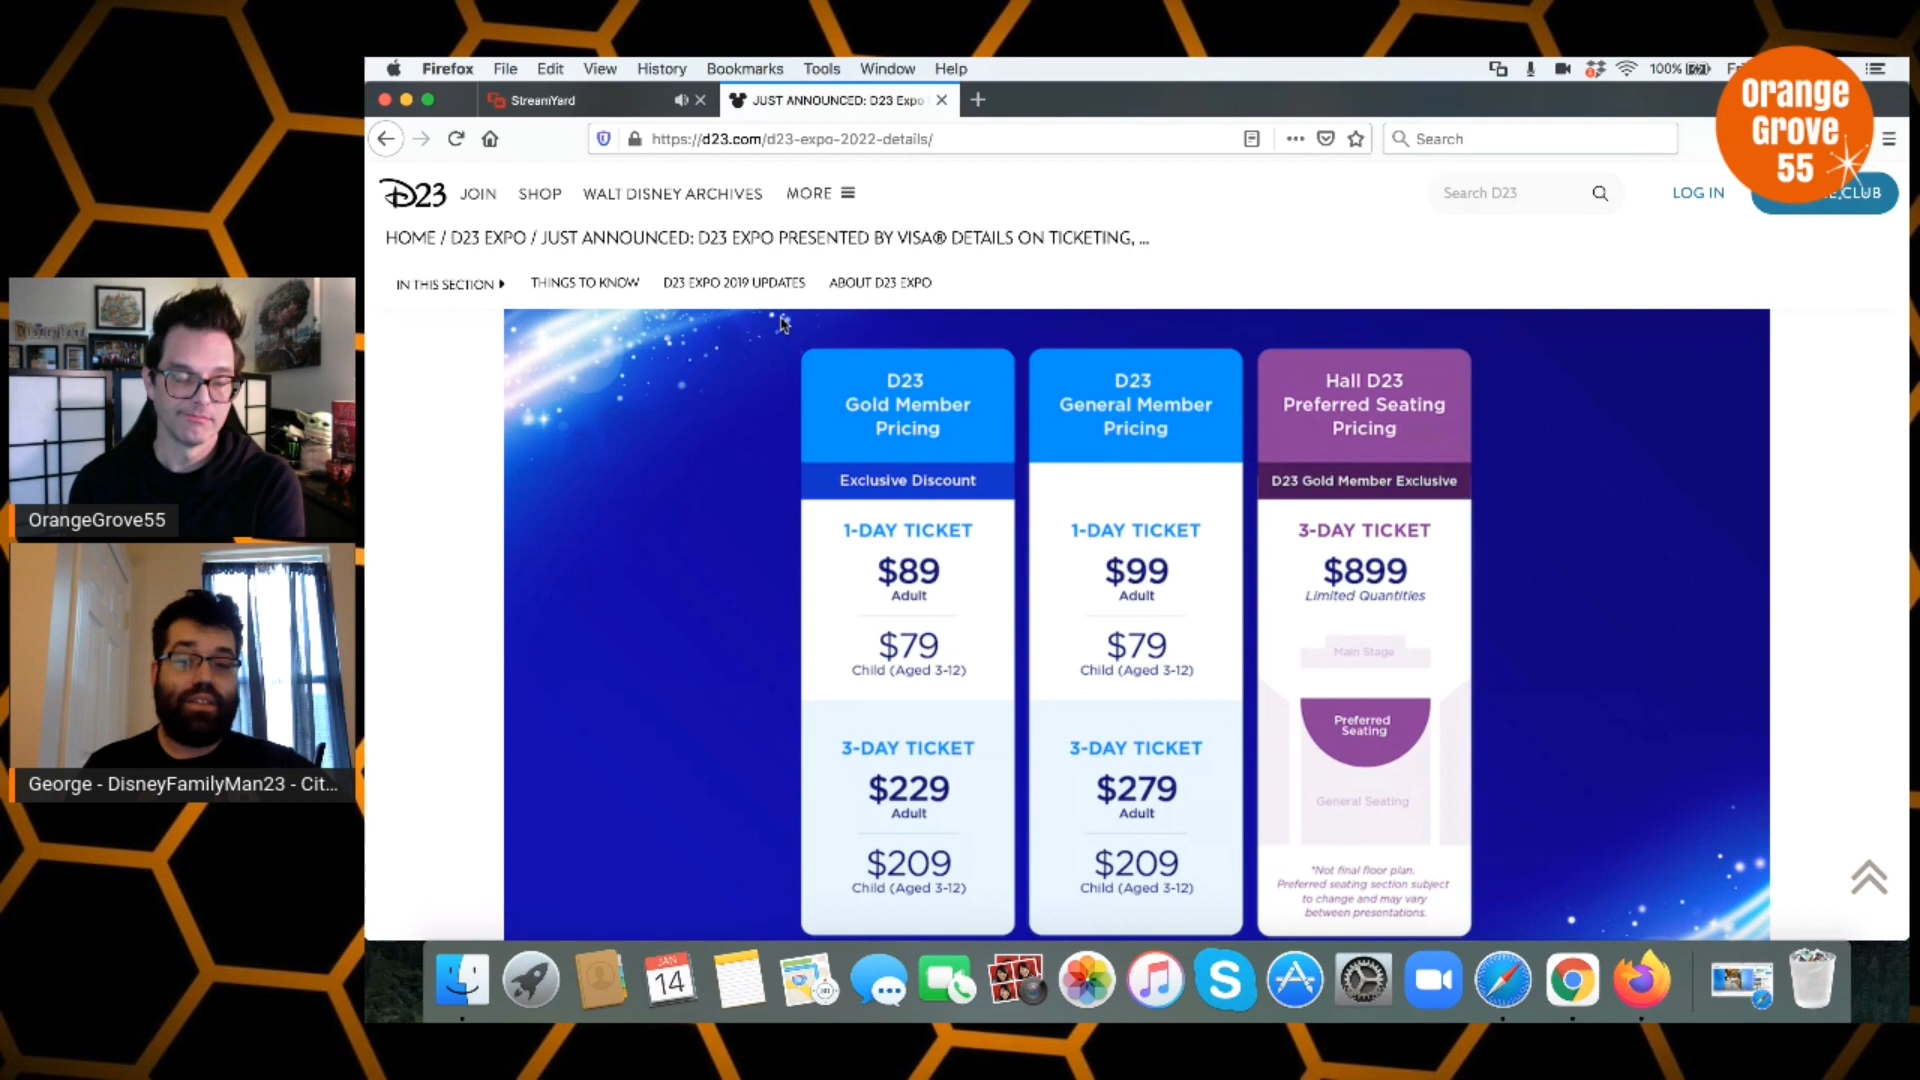 Firefox File Edit View History Bookmarks Tools Window Help
100%
StreamYard
JUST ANNOUNCED: D23 Expo
https://d23.com/d23-expo-2022-details/
Search
Orange
Grove
55
D23
JOIN SHOP WALT DISNEY ARCHIVES MORE
Search D23
LOG IN
CLUB
HOME / D23 EXPO / JUST ANNOUNCED: D23 EXPO PRESENTED BY VISA® DETAILS ON TICKETING, ...
IN THIS SECTION THINGS TO KNOW D23 EXPO 2019 UPDATES ABOUT D23 EXPO
D23
Gold Member
Pricing
Exclusive Discount
1-DAY TICKET
$89
Adult
$79
Child (Aged 3-12)
3-DAY TICKET
$229
Adult
$209
Child (Aged 3-12)
D23
General Member
Pricing
1-DAY TICKET
$99
Adult
$79
Child (Aged 3-12)
3-DAY TICKET
$279
Adult
$209
Child (Aged 3-12)
Hall D23
Preferred Seating
Pricing
D23 Gold Member Exclusive
3-DAY TICKET
$899
Limited Quantities
Main Stage
Preferred
Seating
General Seating
*Not final floor plan.
Preferred seating section subject
to change and may vary
between presentations.
Disneyland
OrangeGrove55
George - DisneyFamilyMan23 - Cit...
JAN
14